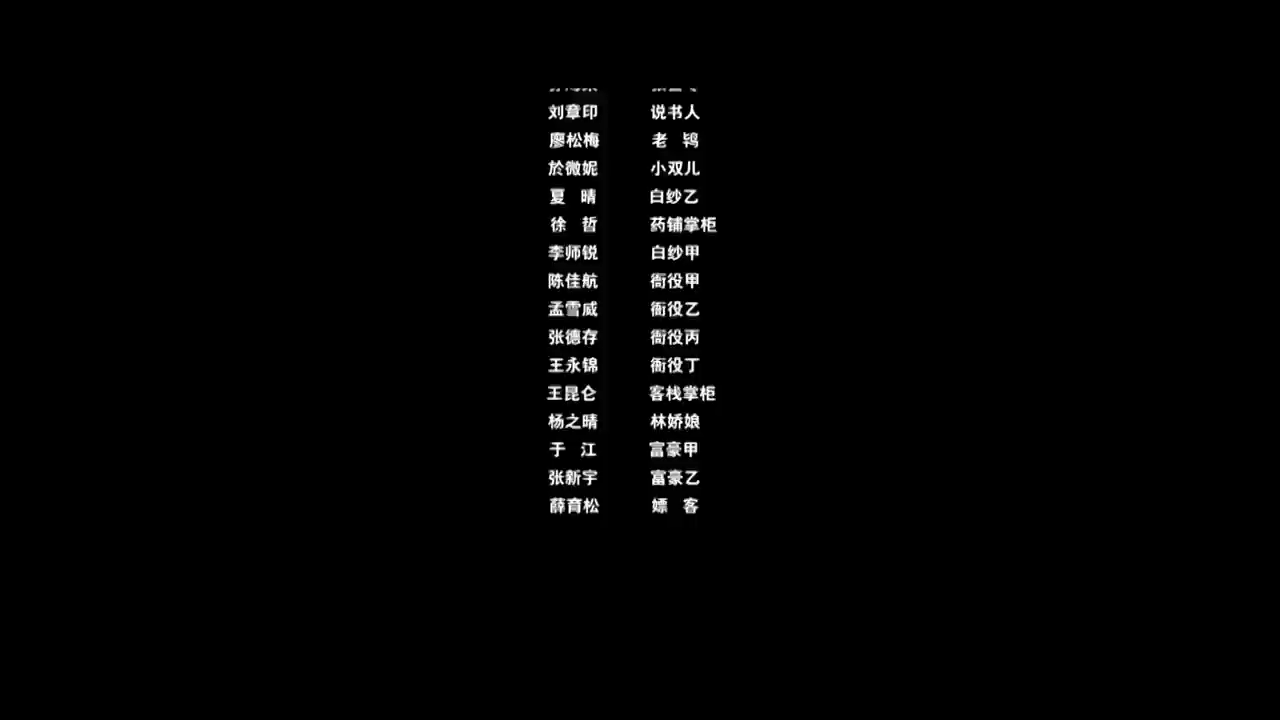 刘章印 说书人
廖松梅 老 鸨
於微妮 小双儿
夏 晴 白纱乙
徐 哲 药铺掌柜
李师锐 白纱甲
陈佳航 衙役甲
孟雪威 衙役乙
张德存 衙役丙
王永锦 衙役丁
王昆仑 客栈掌柜
杨之晴 林娇娘
于 江 富豪甲
张新宇 富豪乙
薛育松 嫖 客